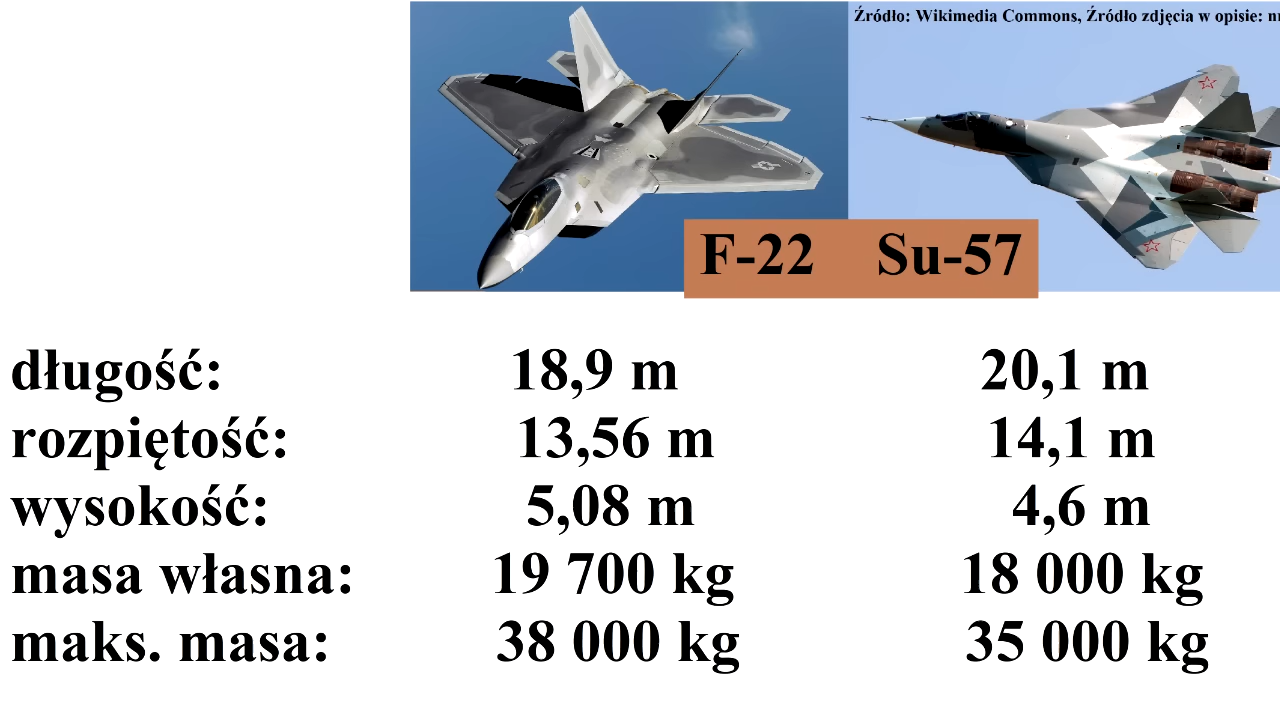 Źródło: Wikimedia Commons, Źródło zdjęcia w opisie:
F-22 Su-57
długość: 18,9 m 20,1 m
rozpiętość: 13,56 m 14,1 m
wysokość: 5,08 m 4,6 m
masa własna: 19 700 kg 18 000 kg
maks. masa: 38 000 kg 35 000 kg